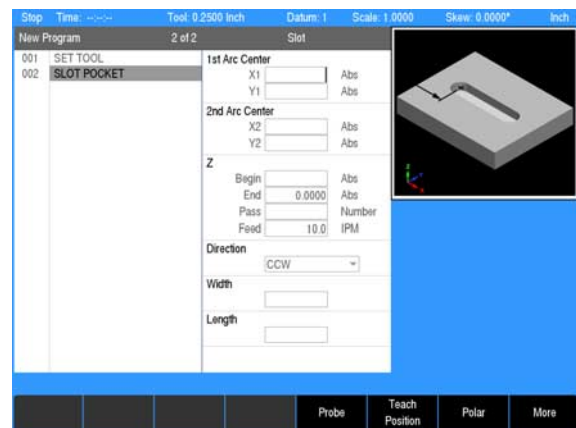 Stop Time: --:--:-- Tool: 0.2500 Inch Datum: 1 Scale: 1.0000 Skew: 0.0000° Inch
New Program 2 of 2 Slot
001 SET TOOL
002 SLOT POCKET
1st Arc Center
X1 Abs
Y1 Abs
2nd Arc Center
X2 Abs
Y2 Abs
Z
Begin Abs
End 0.0000 Abs
Pass Number
Feed 10.0 IPM
Direction
CCW
Width
Length
Probe Teach Position Polar More